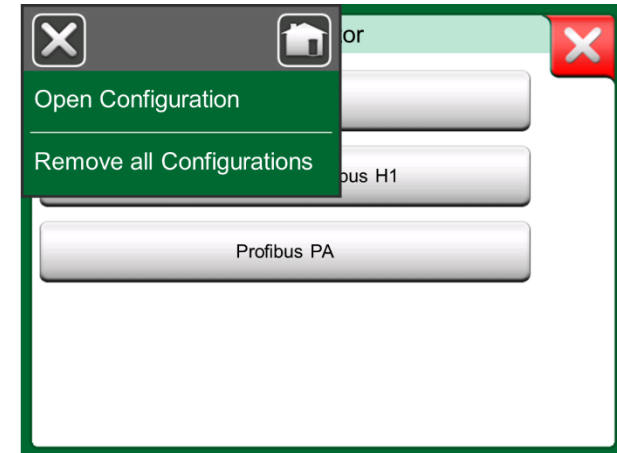 or
Open Configuration
Remove all Configurations
bus H1
Profibus PA